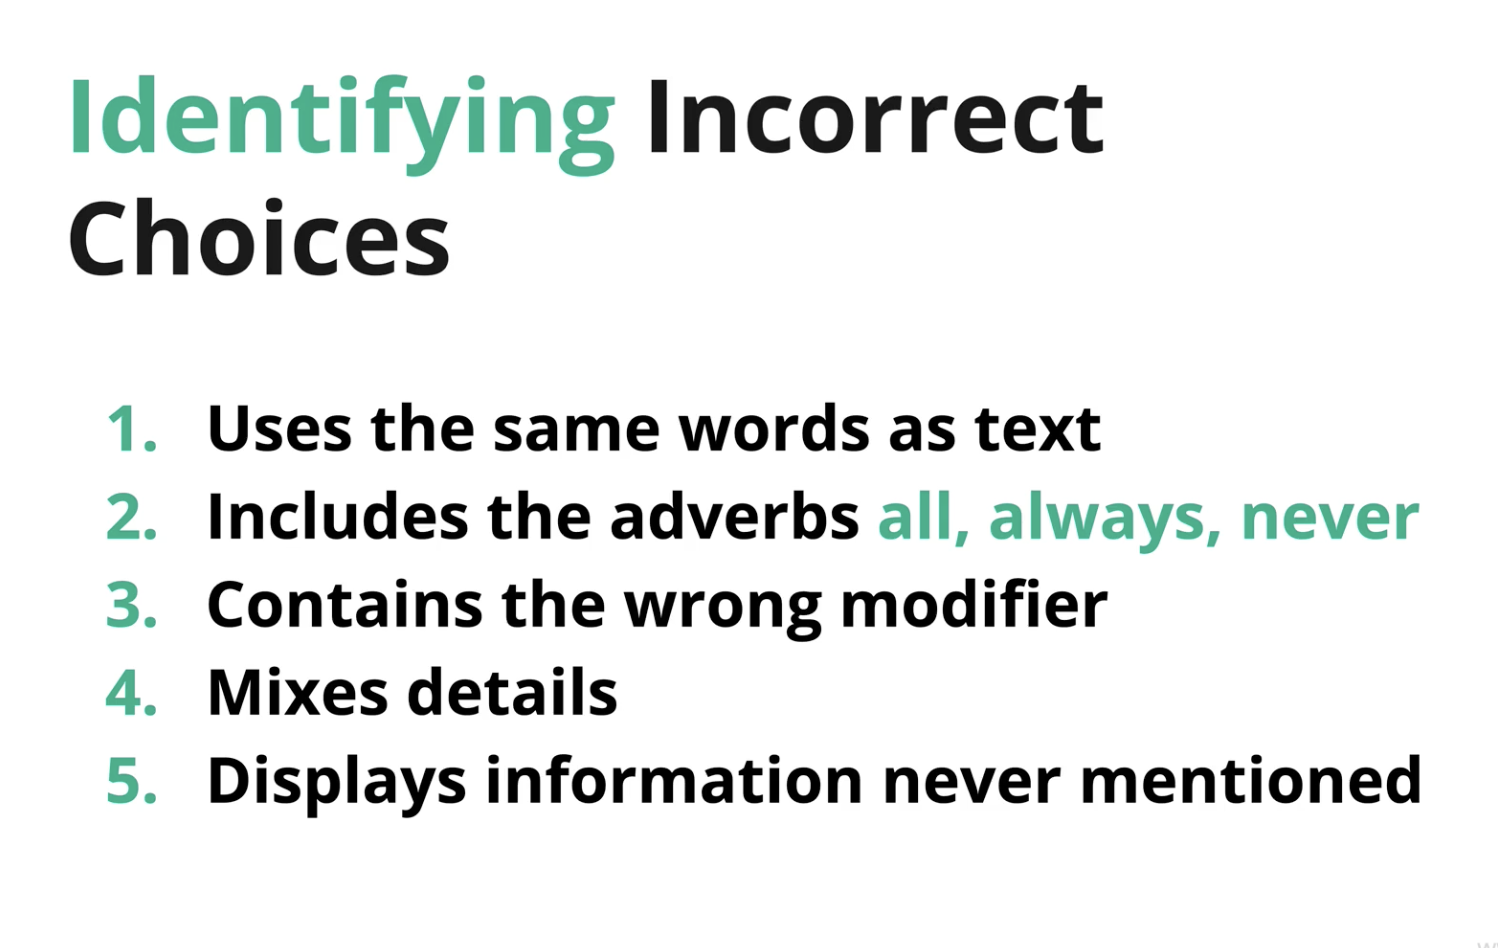 Identifying Incorrect
Choices
1. Uses the same words as text
2. Includes the adverbs all, always, never
3. Contains the wrong modifier
4. Mixes details
5. Displays information never mentioned